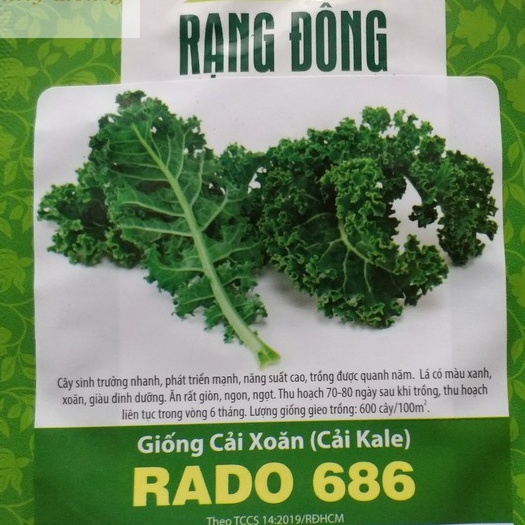 RẠNG ĐÔNG
Cây sinh trưởng nhanh, phát triển mạnh, năng suất cao, trồng được quanh năm. Lá có màu xanh,
xoăn, giàu dinh dưỡng. Ăn rất giòn, ngon, ngọt. Thu hoạch 70-80 ngày sau khi trồng, thu hoạch
liên tục trong vòng 6 tháng. Lượng giống gieo trồng: 600 cây/100m².
Giống Cải Xoăn (Cải Kale)
RADO 686
Theo TCCS 14:2019/RĐHCM